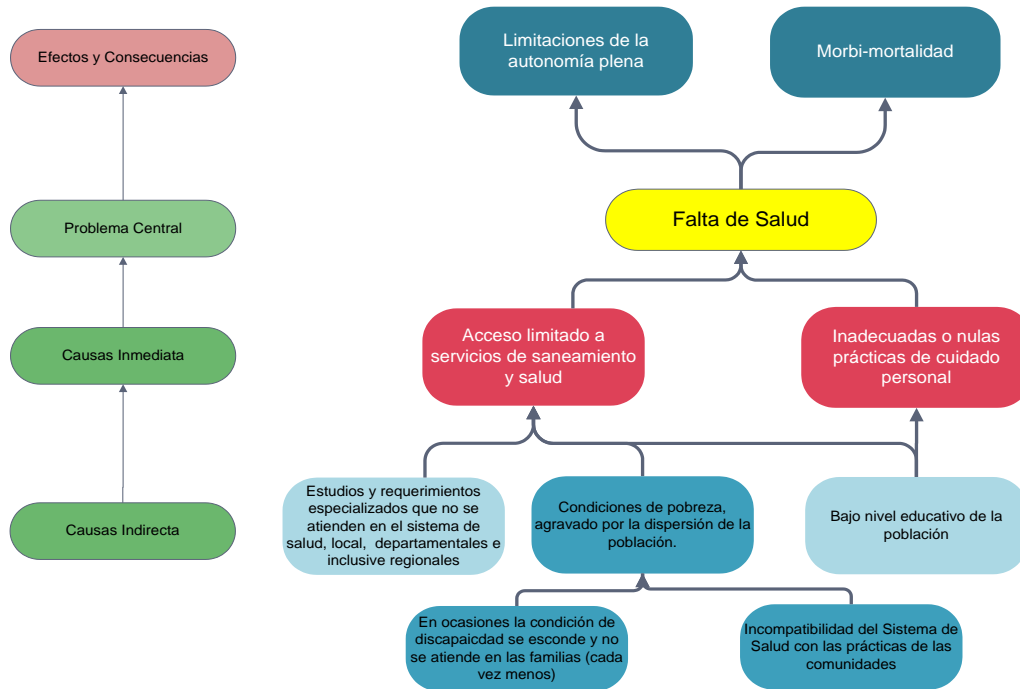 Efectos y Consecuencias
Problema Central
Causas Inmediata
Causas Indirecta
Limitaciones de la
autonomía plena
Morbi-mortalidad
Falta de Salud
Acceso limitado a
servicios de saneamiento
y salud
Inadecuadas o nulas
prácticas de cuidado
personal
Estudios y requerimientos
especializados que no se
atienden en el sistema de
salud, local, departamentales e
inclusive regionales
Condiciones de pobreza,
agravado por la dispersión de la
población.
Bajo nivel educativo de la
población
En ocasiones la condición de
discapaicdad se esconde y no
se atiende en las familias (cada
vez menos)
Incompatibilidad del Sistema de
Salud con las prácticas de las
comunidades